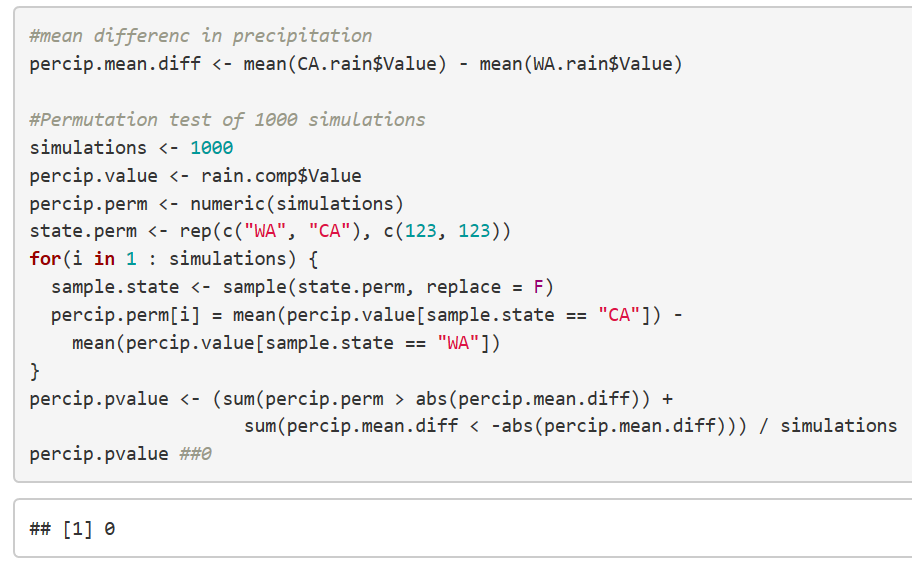 #mean differenc in precipitation
percip.mean.diff <- mean(CA.rain$Value) - mean(WA.rain$Value)
#Permutation test of 1000 simulations
simulations <- 1000
percip.value <- rain.comp$Value
percip.perm <- numeric(simulations)
state.perm <- rep(c("WA", "CA"), c(123, 123))
for(i in 1 : simulations) {
  sample.state <- sample(state.perm, replace = F)
  percip.perm[i] = mean(percip.value[sample.state == "CA"]) -
    mean(percip.value[sample.state == "WA"])
}
percip.pvalue <- (sum(percip.perm > abs(percip.mean.diff)) +
                    sum(percip.mean.diff < -abs(percip.mean.diff))) / simulations
percip.pvalue ##0
## [1] 0